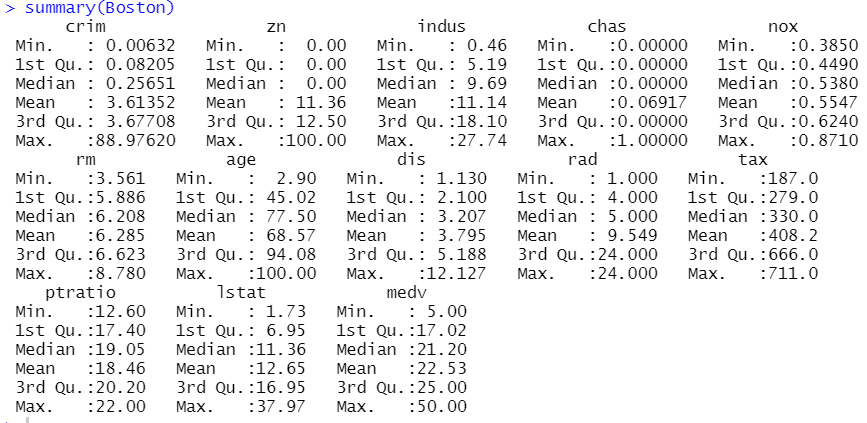 > summary(Boston)
      crim                zn             indus            chas              nox
 Min.   : 0.00632   Min.   :  0.00   Min.   : 0.46   Min.   :0.00000   Min.   :0.3850
 1st Qu.: 0.08205   1st Qu.:  0.00   1st Qu.: 5.19   1st Qu.:0.00000   1st Qu.:0.4490
 Median : 0.25651   Median :  0.00   Median : 9.69   Median :0.00000   Median :0.5380
 Mean   : 3.61352   Mean   : 11.36   Mean   :11.14   Mean   :0.06917   Mean   :0.5547
 3rd Qu.: 3.67708   3rd Qu.: 12.50   3rd Qu.:18.10   3rd Qu.:0.00000   3rd Qu.:0.6240
 Max.   :88.97620   Max.   :100.00   Max.   :27.74   Max.   :1.00000   Max.   :0.8710
       rm             age              dis              rad              tax
 Min.   :3.561   Min.   :  2.90   Min.   : 1.130   Min.   : 1.000   Min.   :187.0
 1st Qu.:5.886   1st Qu.: 45.02   1st Qu.: 2.100   1st Qu.: 4.000   1st Qu.:279.0
 Median :6.208   Median : 77.50   Median : 3.207   Median : 5.000   Median :330.0
 Mean   :6.285   Mean   : 68.57   Mean   : 3.795   Mean   : 9.549   Mean   :408.2
 3rd Qu.:6.623   3rd Qu.: 94.08   3rd Qu.: 5.188   3rd Qu.:24.000   3rd Qu.:666.0
 Max.   :8.780   Max.   :100.00   Max.   :12.127   Max.   :24.000   Max.   :711.0
    ptratio          lstat            medv
 Min.   :12.60   Min.   : 1.73   Min.   : 5.00
 1st Qu.:17.40   1st Qu.: 6.95   1st Qu.:17.02
 Median :19.05   Median :11.36   Median :21.20
 Mean   :18.46   Mean   :12.65   Mean   :22.53
 3rd Qu.:20.20   3rd Qu.:16.95   3rd Qu.:25.00
 Max.   :22.00   Max.   :37.97   Max.   :50.00